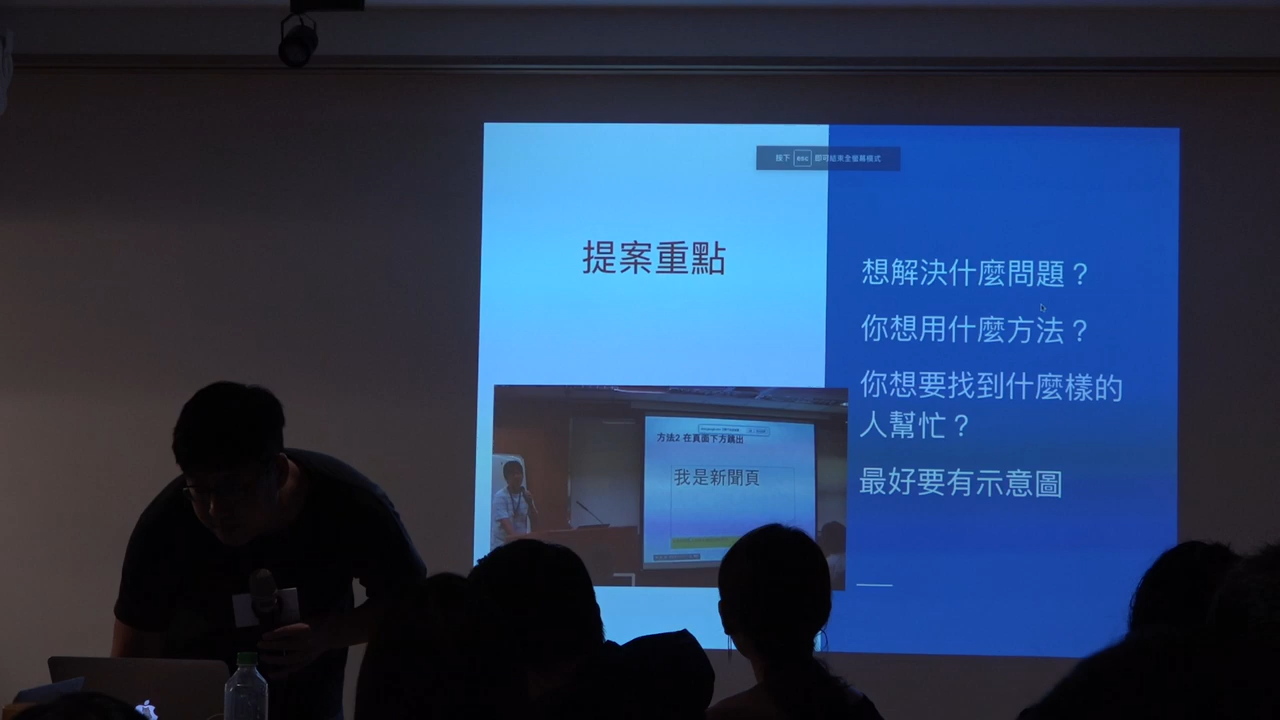 按下 esc 即可結束全螢幕模式
提案重點
想解決什麼問題？
你想用什麼方法？
你想要找到什麼樣的
人幫忙？
最好要有示意圖
方法2 在頁面下方跳出
我是新聞頁